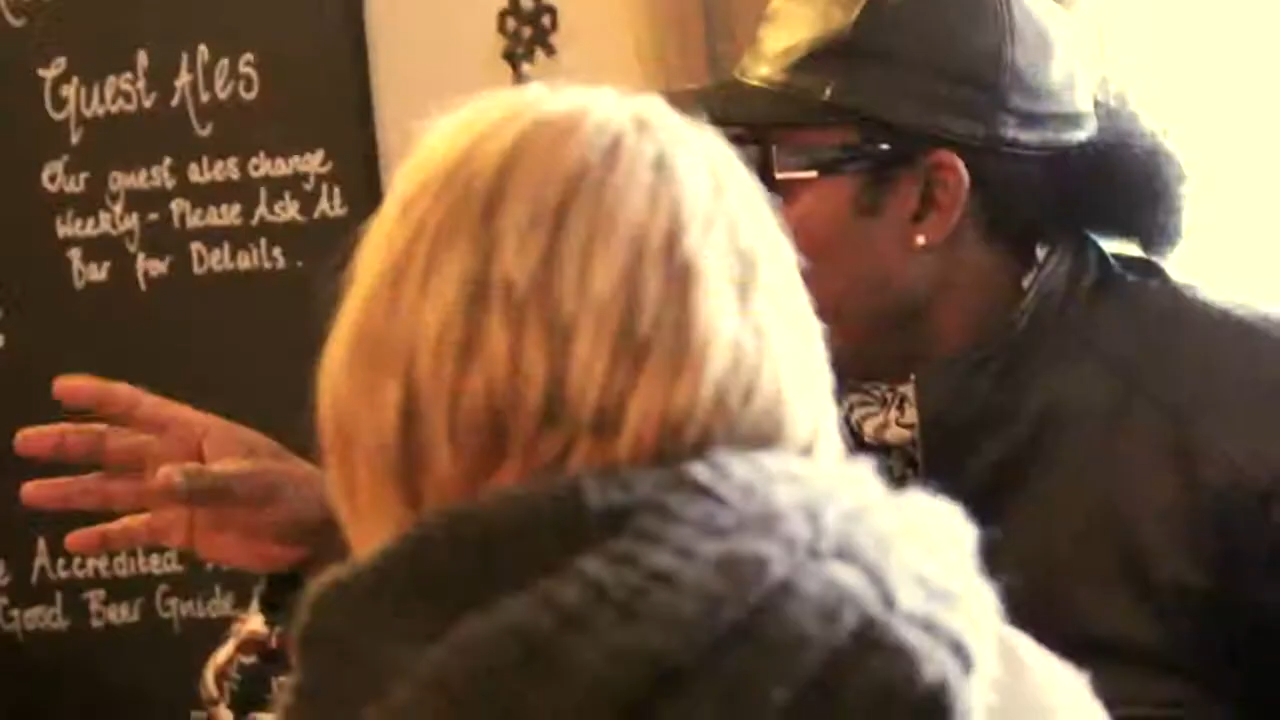 Guest Ales
Our guest ales change
Weekly - Please Ask At
Bar for Details.
Accredited
Good Beer Guide